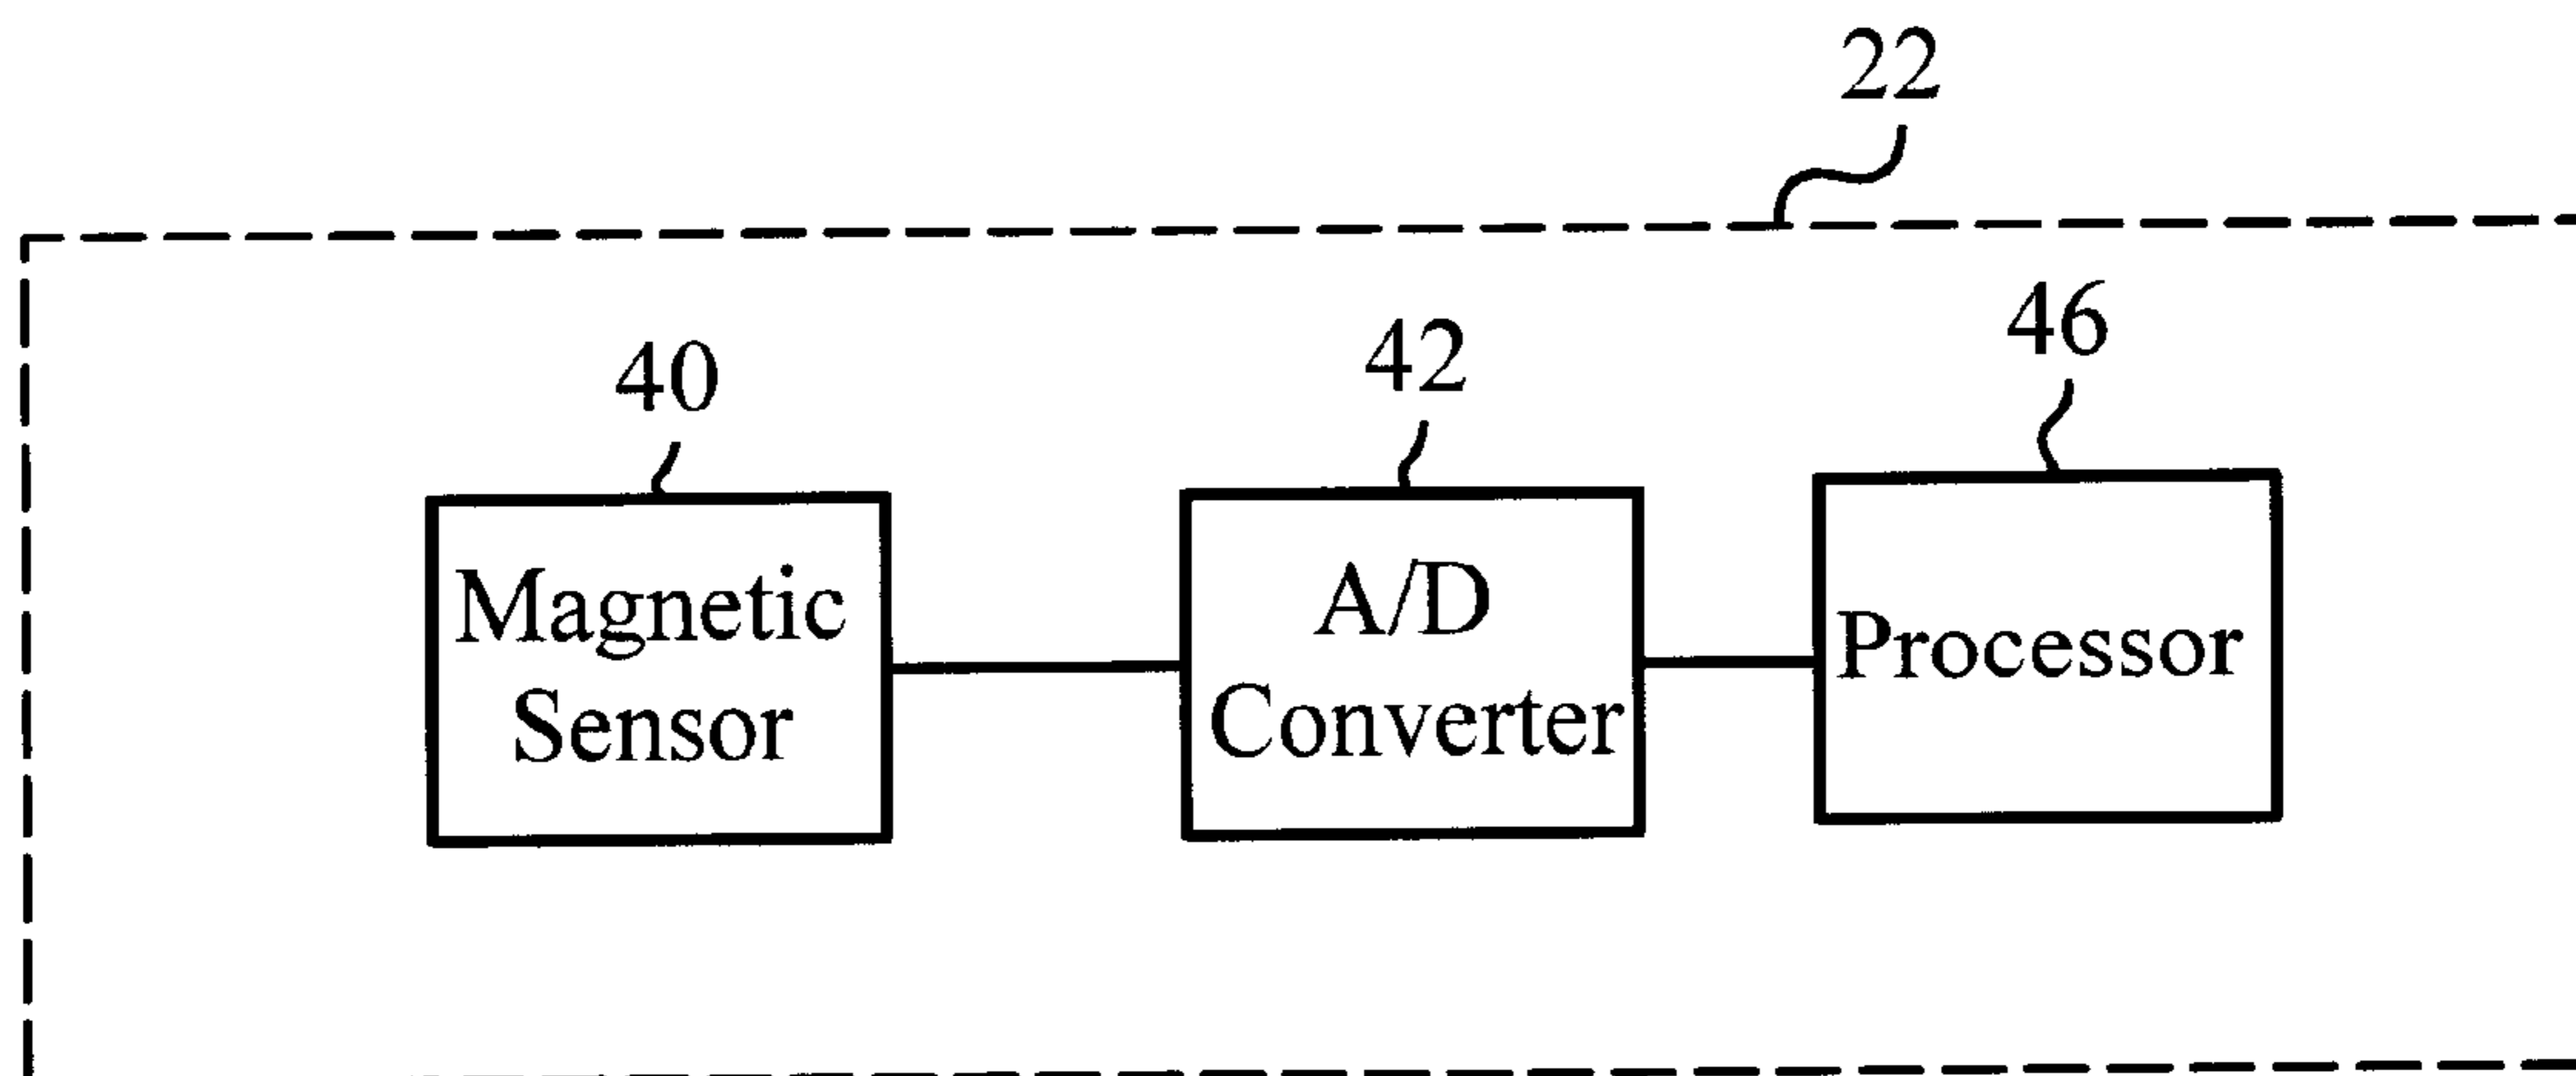 22
40
42
46
Magnetic
Sensor
A/D
Converter
Processor